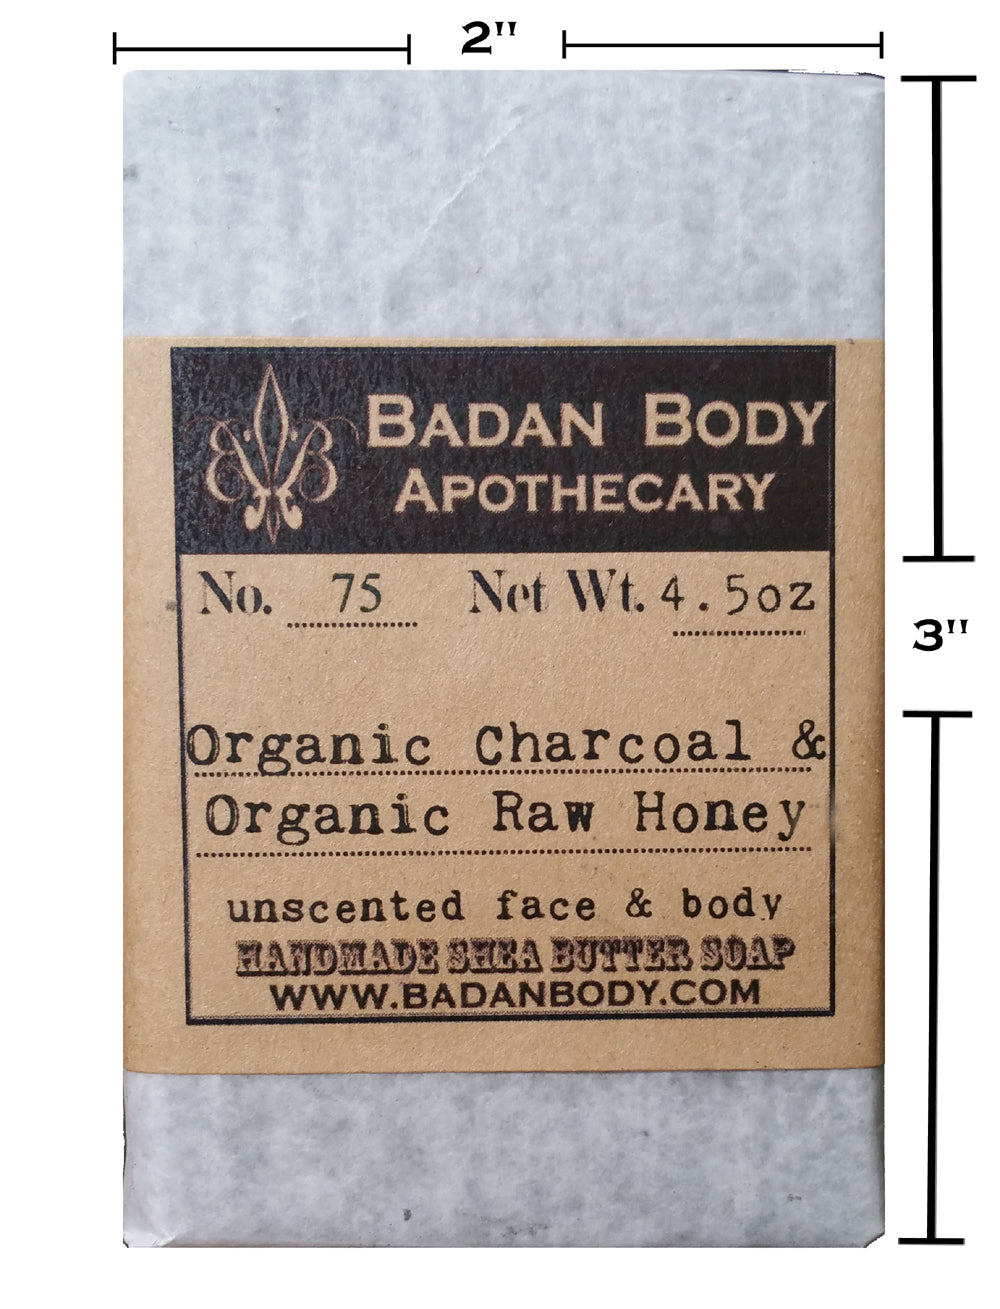 2"
BADAN BODY
APOTHECARY
No. 75 Net Wt. 4.5oz
3"
Organic Charcoal &
Organic Raw Honey
unscented face & body
HANDMADE SHEA BUTTER SOAP
WWW.BADANBODY.COM